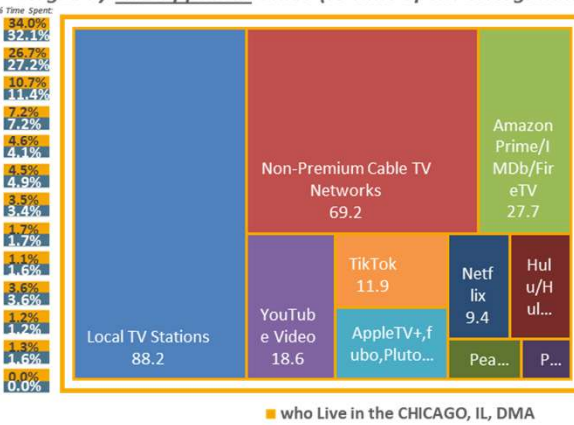 % Time Spent:
34.0%
32.1%
26.7%
27.2%
10.7%
11.4%
7.2%
7.2%
4.6%
4.1%
4.5%
4.9%
3.5%
3.4%
1.7%
1.7%
1.1%
1.6%
3.6%
3.6%
1.2%
1.2%
1.3%
1.6%
0.0%
0.0%
Local TV Stations
88.2
Non-Premium Cable TV
Networks
69.2
Amazon
Prime/I
MDb/Fir
eTV
27.7
YouTub
e Video
18.6
TikTok
11.9
AppleTV+,f
ubo,Pluto...
Netf
lix
9.4
Hul
u/H
ul...
Pea...
P...
who Live in the CHICAGO, IL, DMA